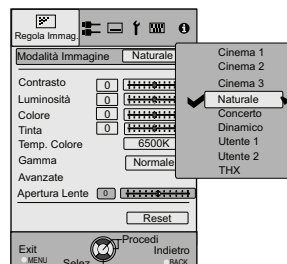 Regola Immag.
Modalità Immagine Naturale
Contrasto 0
Luminosità 0
Colore 0
Tinta 0
Temp. Colore 6500K
Gamma Normale
Avanzate
Apertura Lente 0
Reset
Exit
MENU
Selez
Procedi
Indietro
BACK
Cinema 1
Cinema 2
Cinema 3
Naturale
Concerto
Dinamico
Utente 1
Utente 2
THX